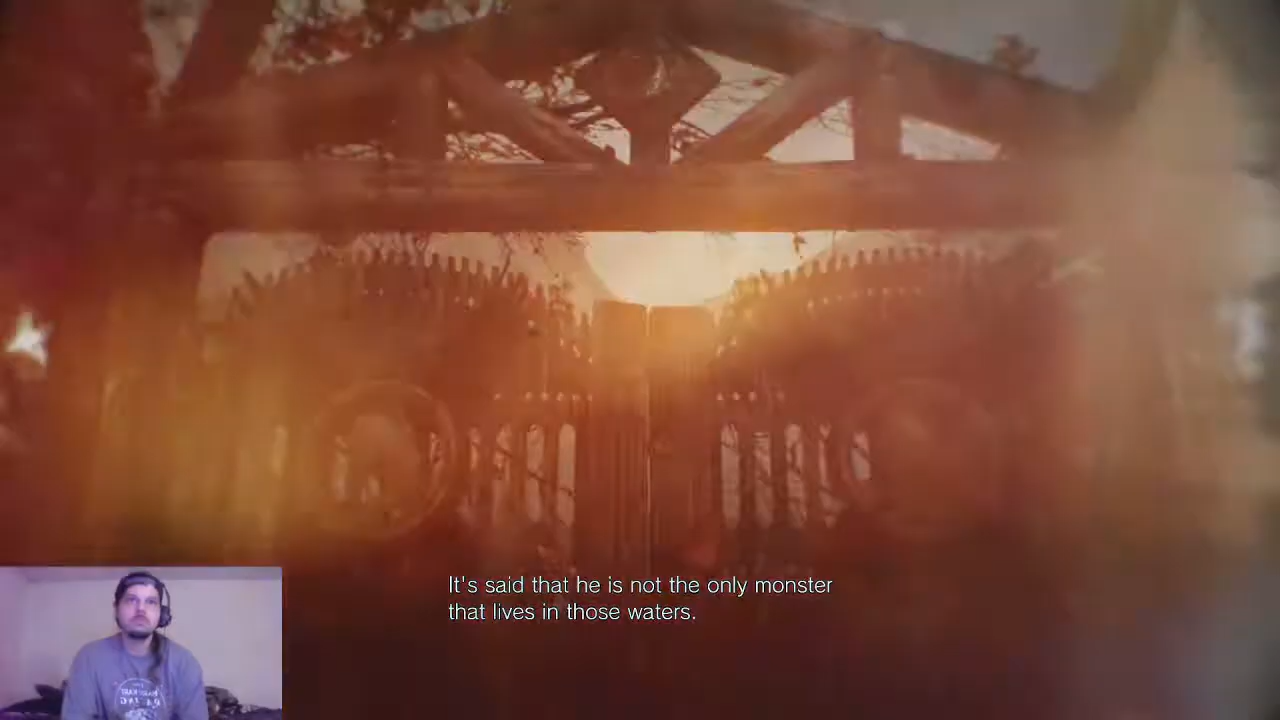 It's said that he is not the only monster
that lives in those waters.